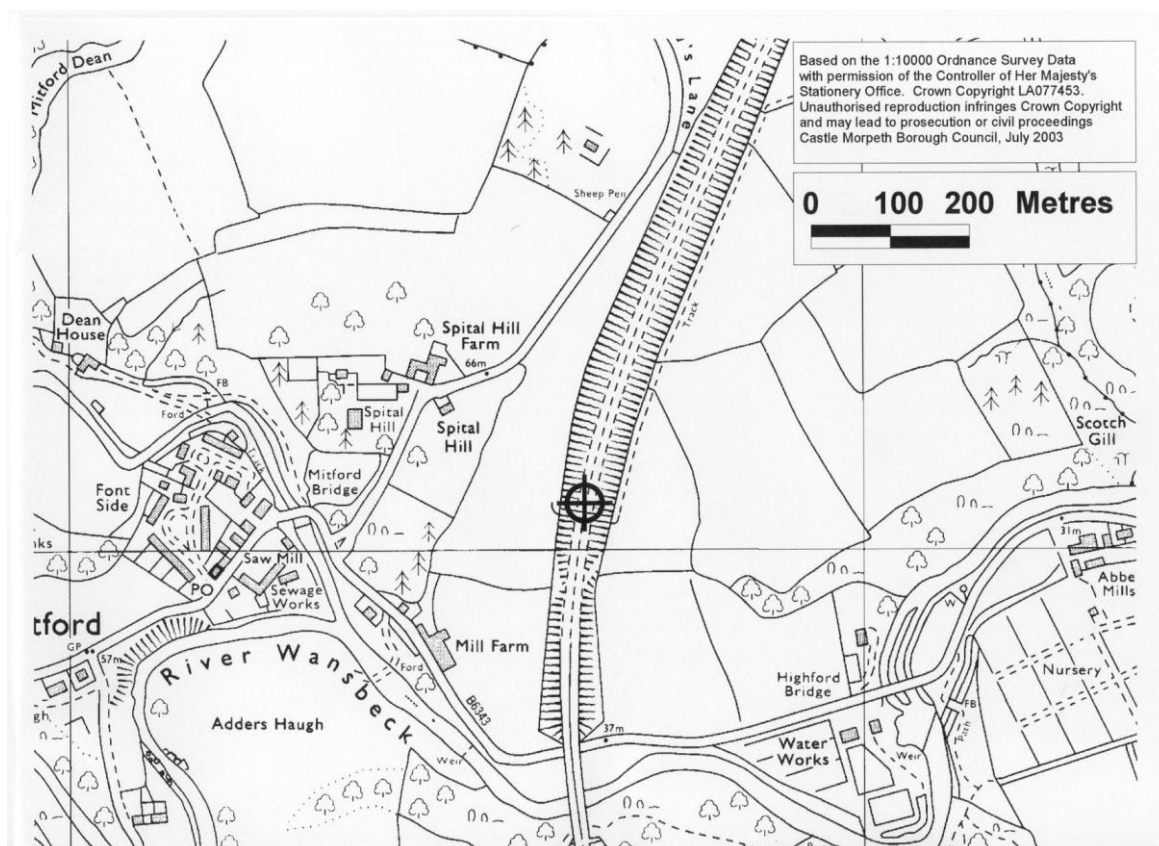 Based on the 1:10000 Ordnance Survey Data
with permission of the Controller of Her Majesty's
Stationery Office. Crown Copyright LA077453.
Unauthorised reproduction infringes Crown Copyright
and may lead to prosecution or civil proceedings
Castle Morpeth Borough Council, July 2003
0 100 200 Metres
Mitford Dean
's Lane
Sheep Pen
Track
Dean
House
Spital Hill
Farm
66m
FB
Ford
Spital
Hill
Spital
Hill
Scotch
Gill
Track
Mitford
Bridge
Font
Side
nks
31m
Saw Mill
Sewage
Works
PO
Abbe
Mills
W
tford
GP
57m
Mill Farm
Ford
River Wansbeck
Highford
Bridge
Nursery
Adders Haugh
B6343
FB
Path
37m
Water
Works
Weir
Weir
gh